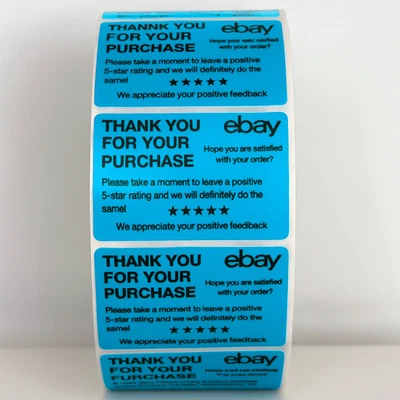 THANK YOU
FOR YOUR
PURCHASE
ebay
Hope your
with your order?
Please take a moment to leave a positive
5-star rating and we will definitely do the
same!
★★★★★
We appreciate your positive feedback
THANK YOU
FOR YOUR
PURCHASE
ebay
Hope you are satisfied
with your order?
Please take a moment to leave a positive
5-star rating and we will definitely do the
same!
★★★★★
We appreciate your positive feedback
THANK YOU
FOR YOUR
PURCHASE
ebay
Hope you are satisfied
with your order?
Please take a moment to leave a positive
5-star rating and we will definitely do the
same!
★★★★★
We appreciate your positive feedback
THANK YOU
FOR YOUR
PURCHASE
ebay